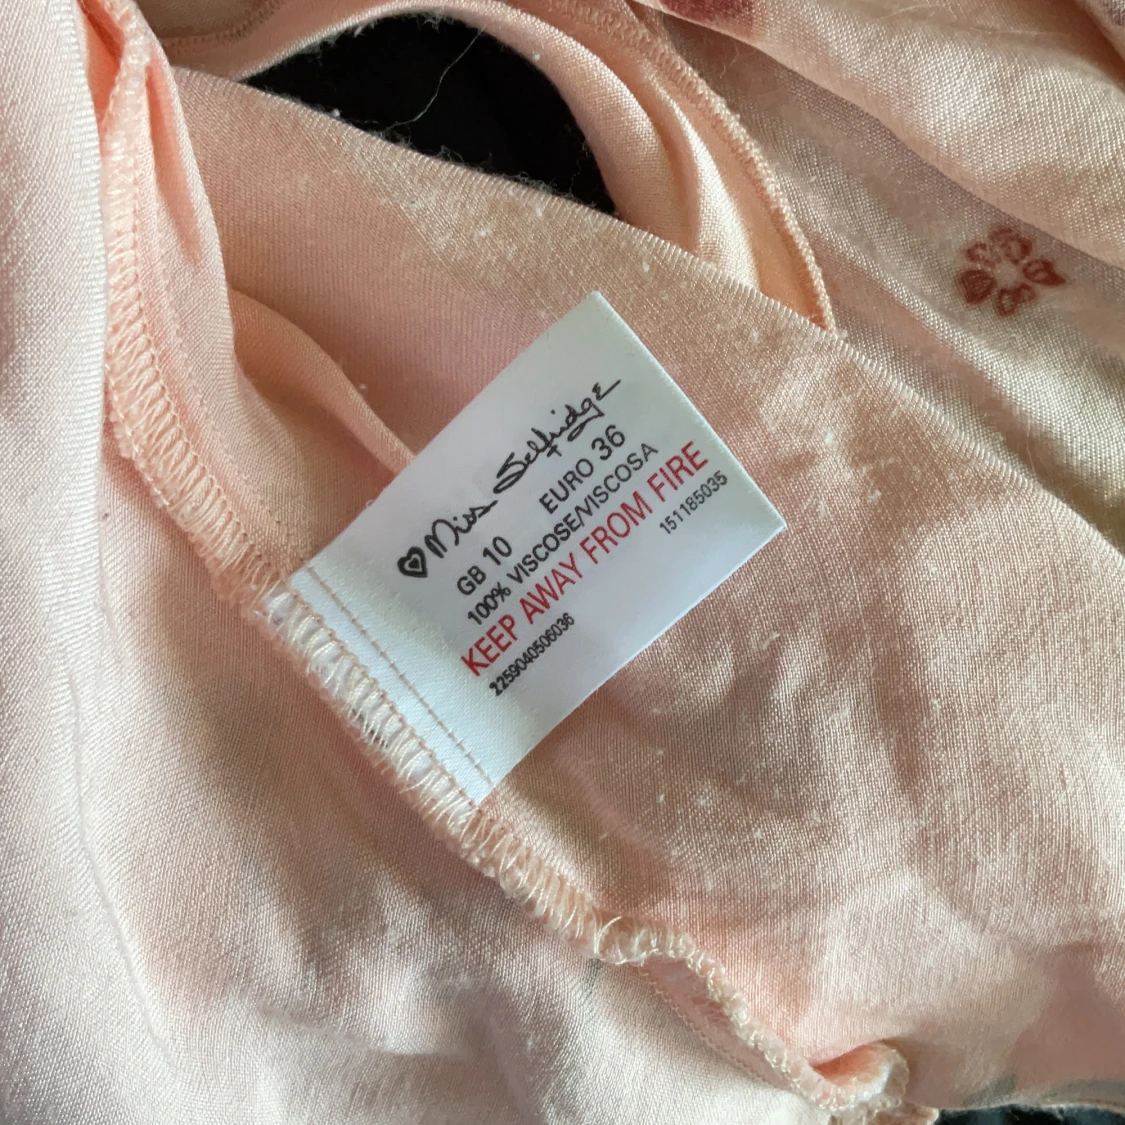 Miss Selfridge
GB 10 EURO 36
100% VISCOSE/VISCOSA
KEEP AWAY FROM FIRE
151185035
2259040506036